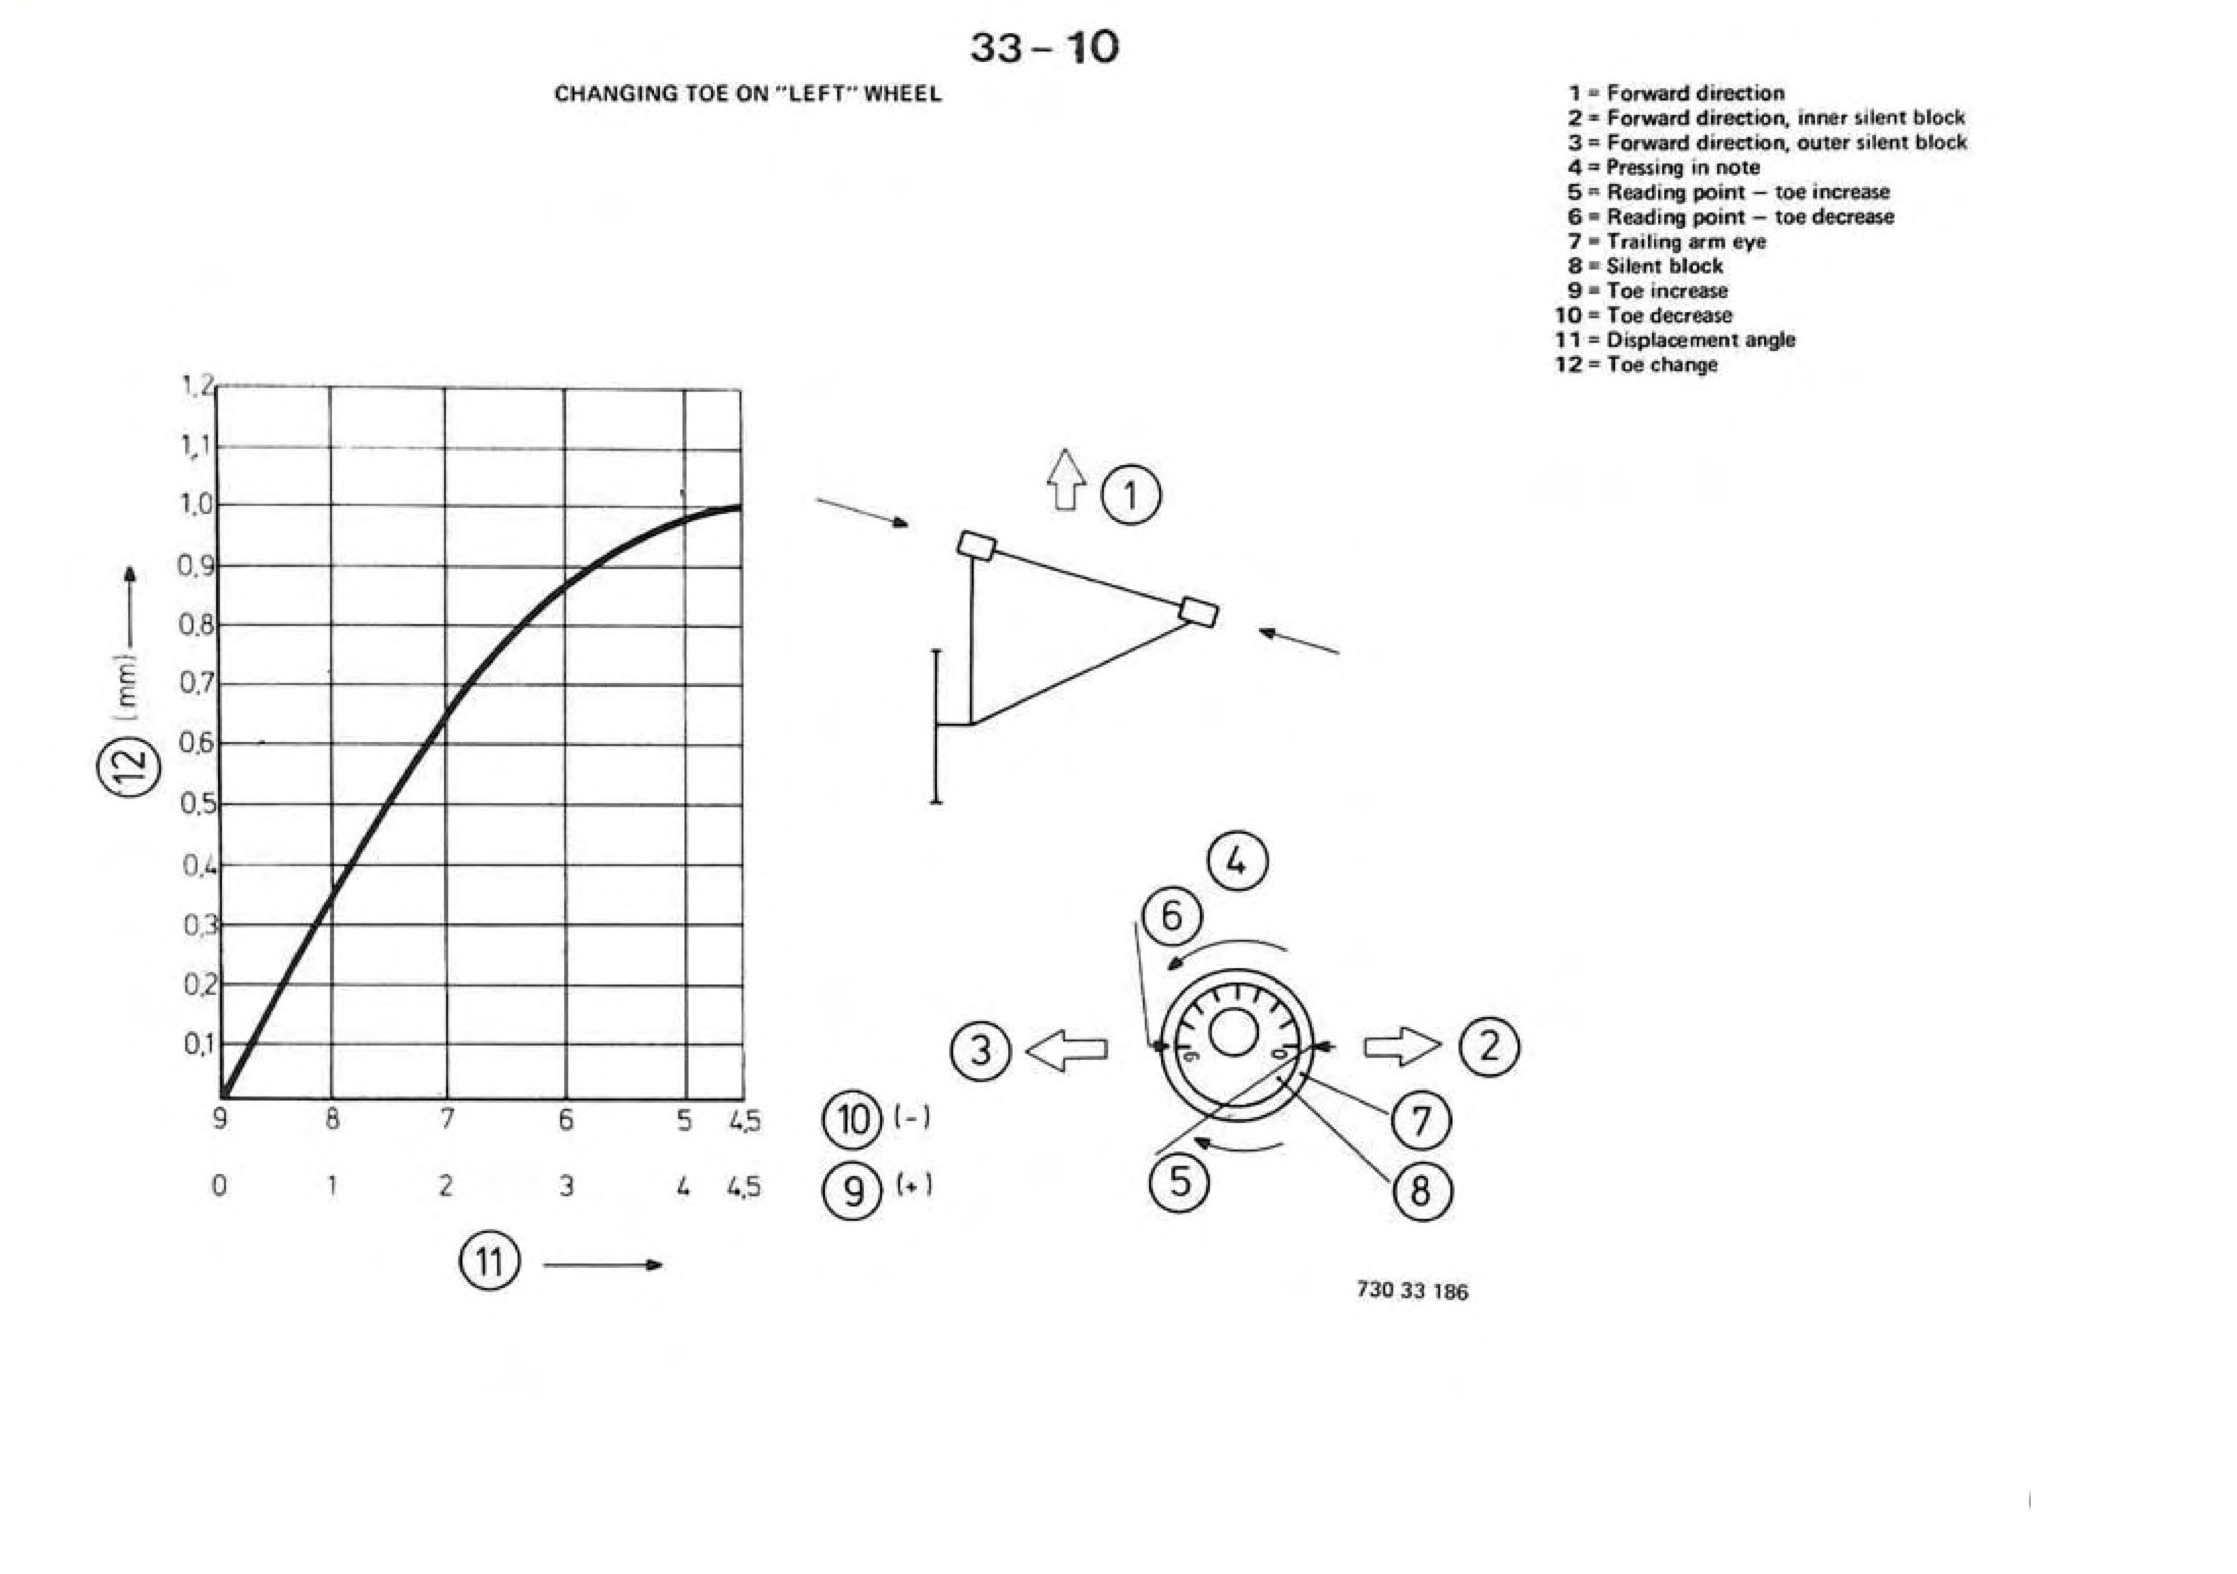 33-10
CHANGING TOE ON "LEFT" WHEEL
1 = Forward direction
2 = Forward direction, inner silent block
3 = Forward direction, outer silent block
4 = Pressing in note
5 = Reading point – toe increase
6 = Reading point – toe decrease
7 = Trailing arm eye
8 = Silent block
9 = Toe increase
10 = Toe decrease
11 = Displacement angle
12 = Toe change
1,2
1,1
1,0
0,9
0,8
0,7
0,6
0,5
0,4
0,3
0,2
0,1
12 (mm)
9 8 7 6 5 4,5 10 (-)
0 1 2 3 4 4,5 9 (+)
11
1
4
6
3
2
9 0
7
5
8
730 33 186